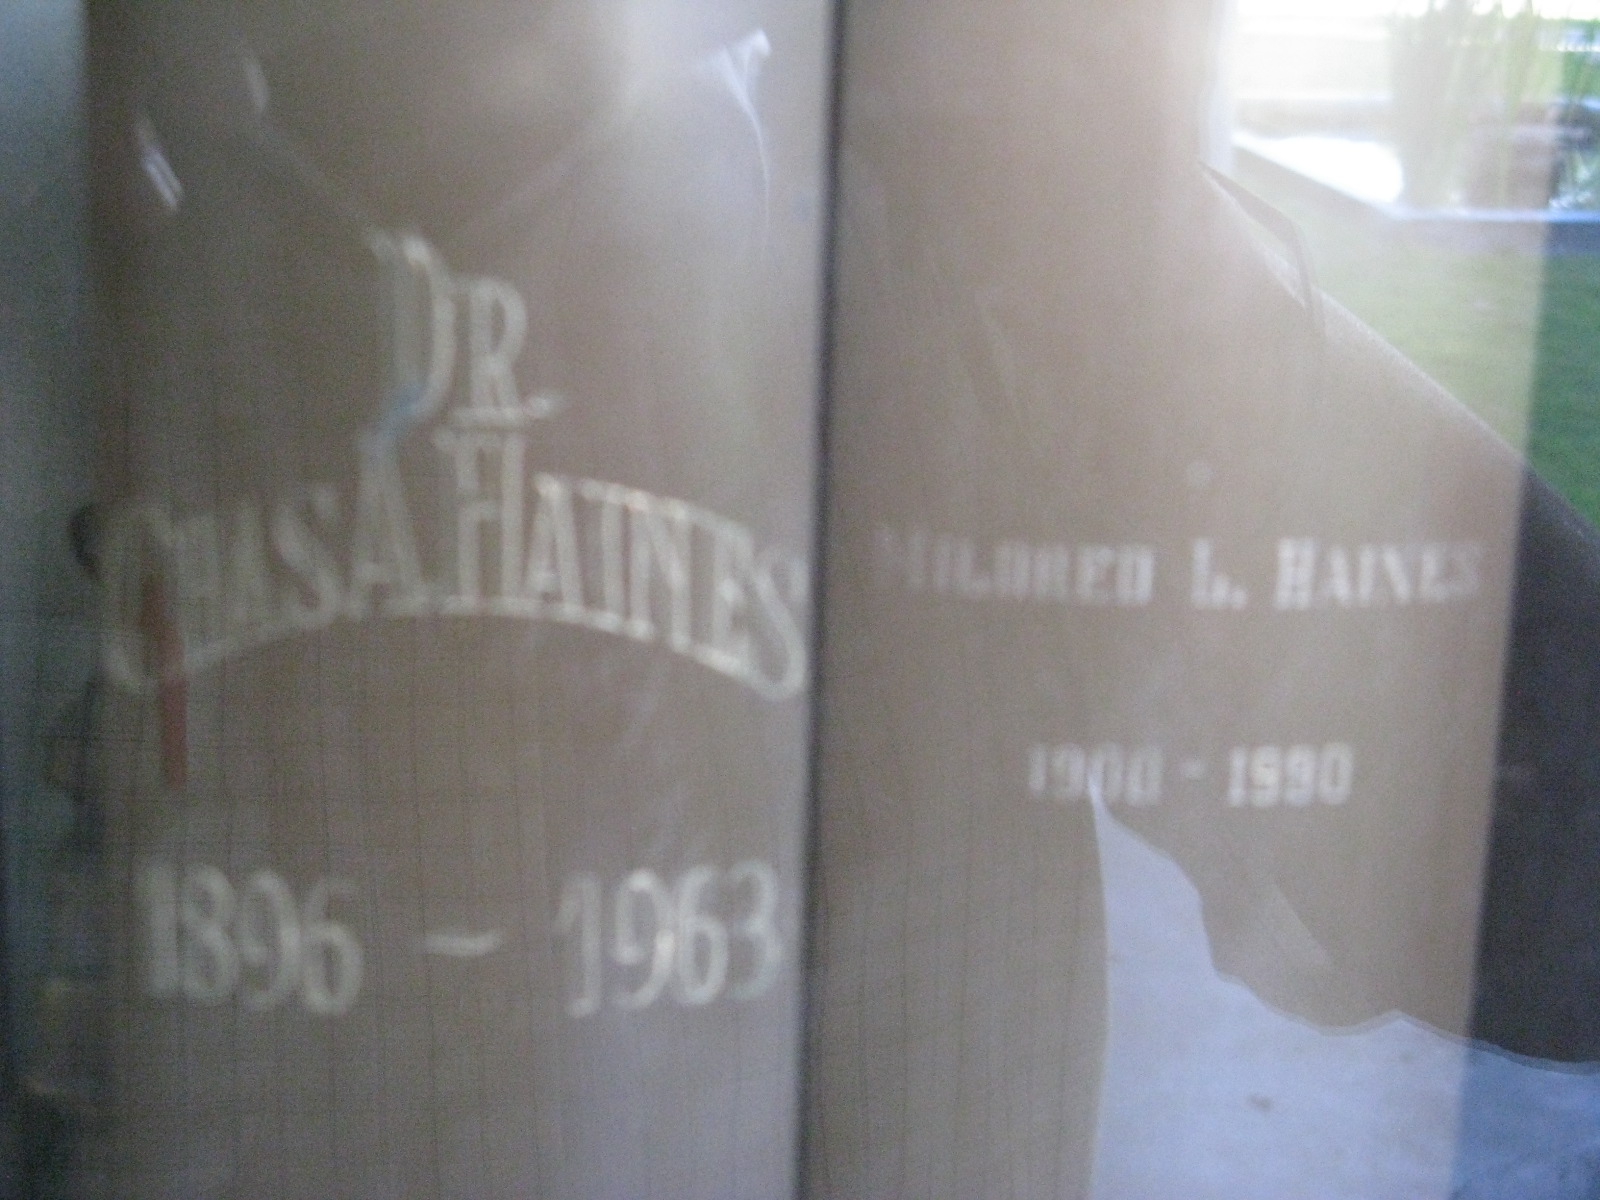 DR.
CHAS A. HAINES
1896 – 1963
MILDRED L. HAINES
1900 - 1990